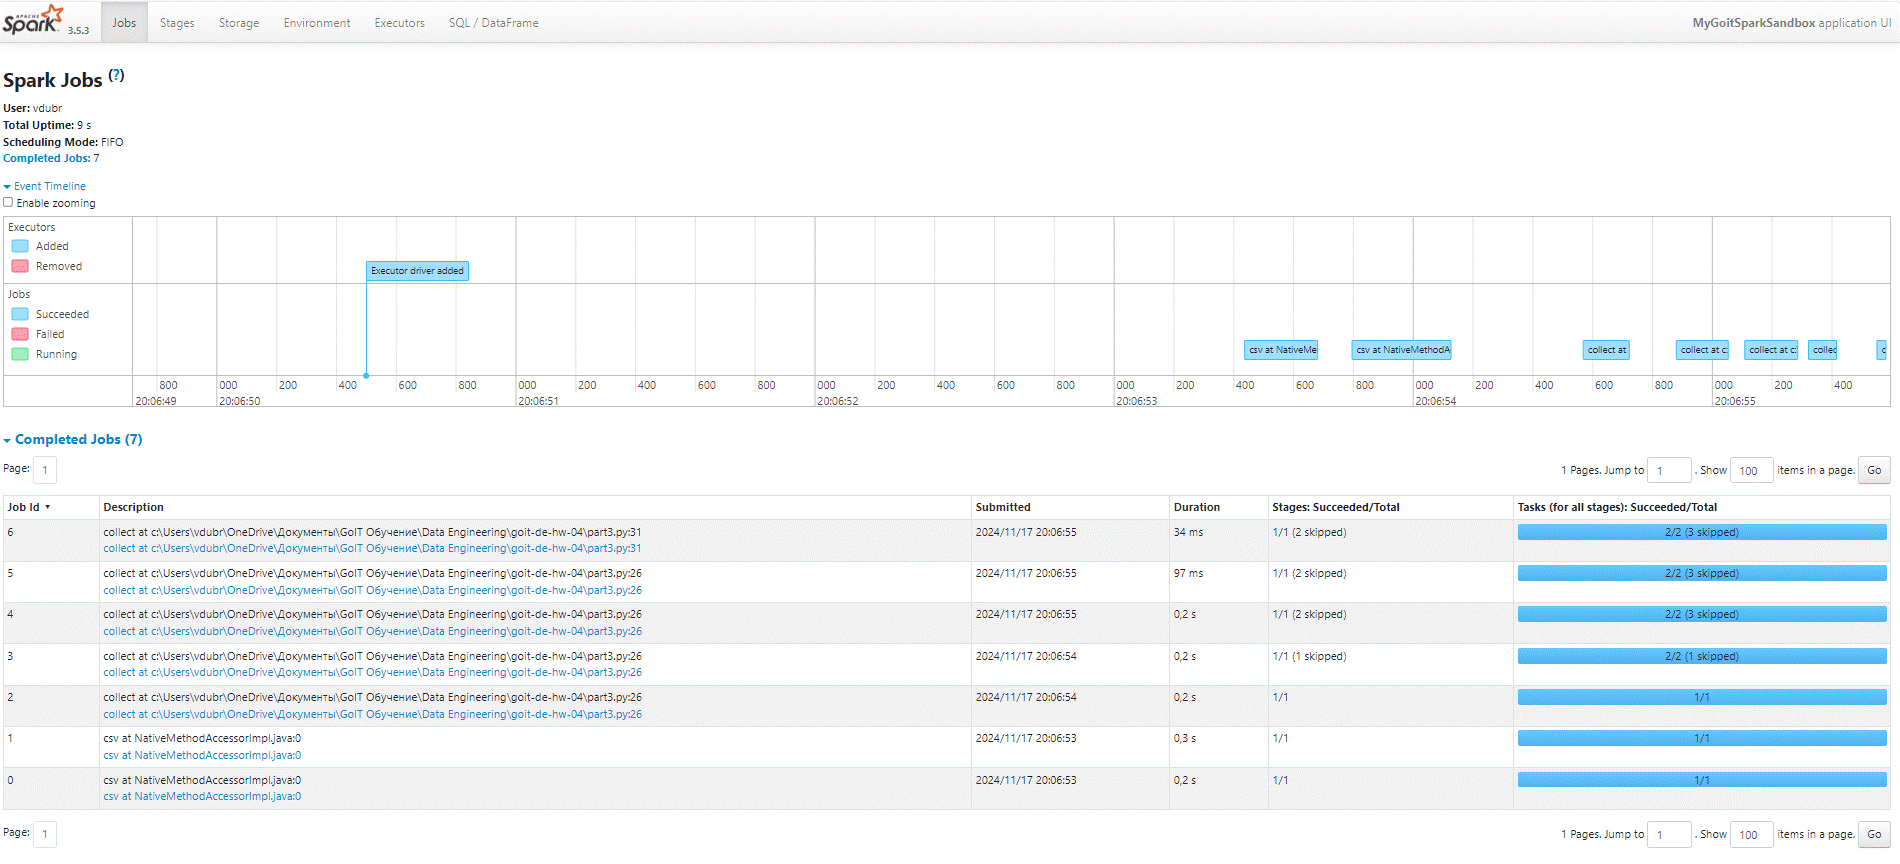 APACHE
Spark 3.5.3 Jobs Stages Storage Environment Executors SQL / DataFrame MyGoitSparkSandbox application UI
Spark Jobs (?)
User: vdubr
Total Uptime: 9 s
Scheduling Mode: FIFO
Completed Jobs: 7
Event Timeline
Enable zooming
Executors
Added
Removed
Executor driver added
Jobs
Succeeded
Failed
Running
csv at NativeMe csv at NativeMethodA collect at collect at c: collect at c: collec c
800 000 200 400 600 800 000 200 400 600 800 000 200 400 600 800 000 200 400 600 800 000 200 400 600 800 000 200 400
20:06:49 20:06:50 20:06:51 20:06:52 20:06:53 20:06:54 20:06:55
Completed Jobs (7)
Page: 1 1 Pages. Jump to 1 . Show 100 items in a page. Go
Job Id ▾ Description Submitted Duration Stages: Succeeded/Total Tasks (for all stages): Succeeded/Total
6 collect at c:\Users\vdubr\OneDrive\Документы\GoIT Обучение\Data Engineering\goit-de-hw-04\part3.py:31 2024/11/17 20:06:55 34 ms 1/1 (2 skipped) 2/2 (3 skipped)
collect at c:\Users\vdubr\OneDrive\Документы\GoIT Обучение\Data Engineering\goit-de-hw-04\part3.py:31
5 collect at c:\Users\vdubr\OneDrive\Документы\GoIT Обучение\Data Engineering\goit-de-hw-04\part3.py:26 2024/11/17 20:06:55 97 ms 1/1 (2 skipped) 2/2 (3 skipped)
collect at c:\Users\vdubr\OneDrive\Документы\GoIT Обучение\Data Engineering\goit-de-hw-04\part3.py:26
4 collect at c:\Users\vdubr\OneDrive\Документы\GoIT Обучение\Data Engineering\goit-de-hw-04\part3.py:26 2024/11/17 20:06:55 0,2 s 1/1 (2 skipped) 2/2 (3 skipped)
collect at c:\Users\vdubr\OneDrive\Документы\GoIT Обучение\Data Engineering\goit-de-hw-04\part3.py:26
3 collect at c:\Users\vdubr\OneDrive\Документы\GoIT Обучение\Data Engineering\goit-de-hw-04\part3.py:26 2024/11/17 20:06:54 0,2 s 1/1 (1 skipped) 2/2 (1 skipped)
collect at c:\Users\vdubr\OneDrive\Документы\GoIT Обучение\Data Engineering\goit-de-hw-04\part3.py:26
2 collect at c:\Users\vdubr\OneDrive\Документы\GoIT Обучение\Data Engineering\goit-de-hw-04\part3.py:26 2024/11/17 20:06:54 0,2 s 1/1 1/1
collect at c:\Users\vdubr\OneDrive\Документы\GoIT Обучение\Data Engineering\goit-de-hw-04\part3.py:26
1 csv at NativeMethodAccessorImpl.java:0 2024/11/17 20:06:53 0,3 s 1/1 1/1
csv at NativeMethodAccessorImpl.java:0
0 csv at NativeMethodAccessorImpl.java:0 2024/11/17 20:06:53 0,2 s 1/1 1/1
csv at NativeMethodAccessorImpl.java:0
Page: 1 1 Pages. Jump to 1 . Show 100 items in a page. Go